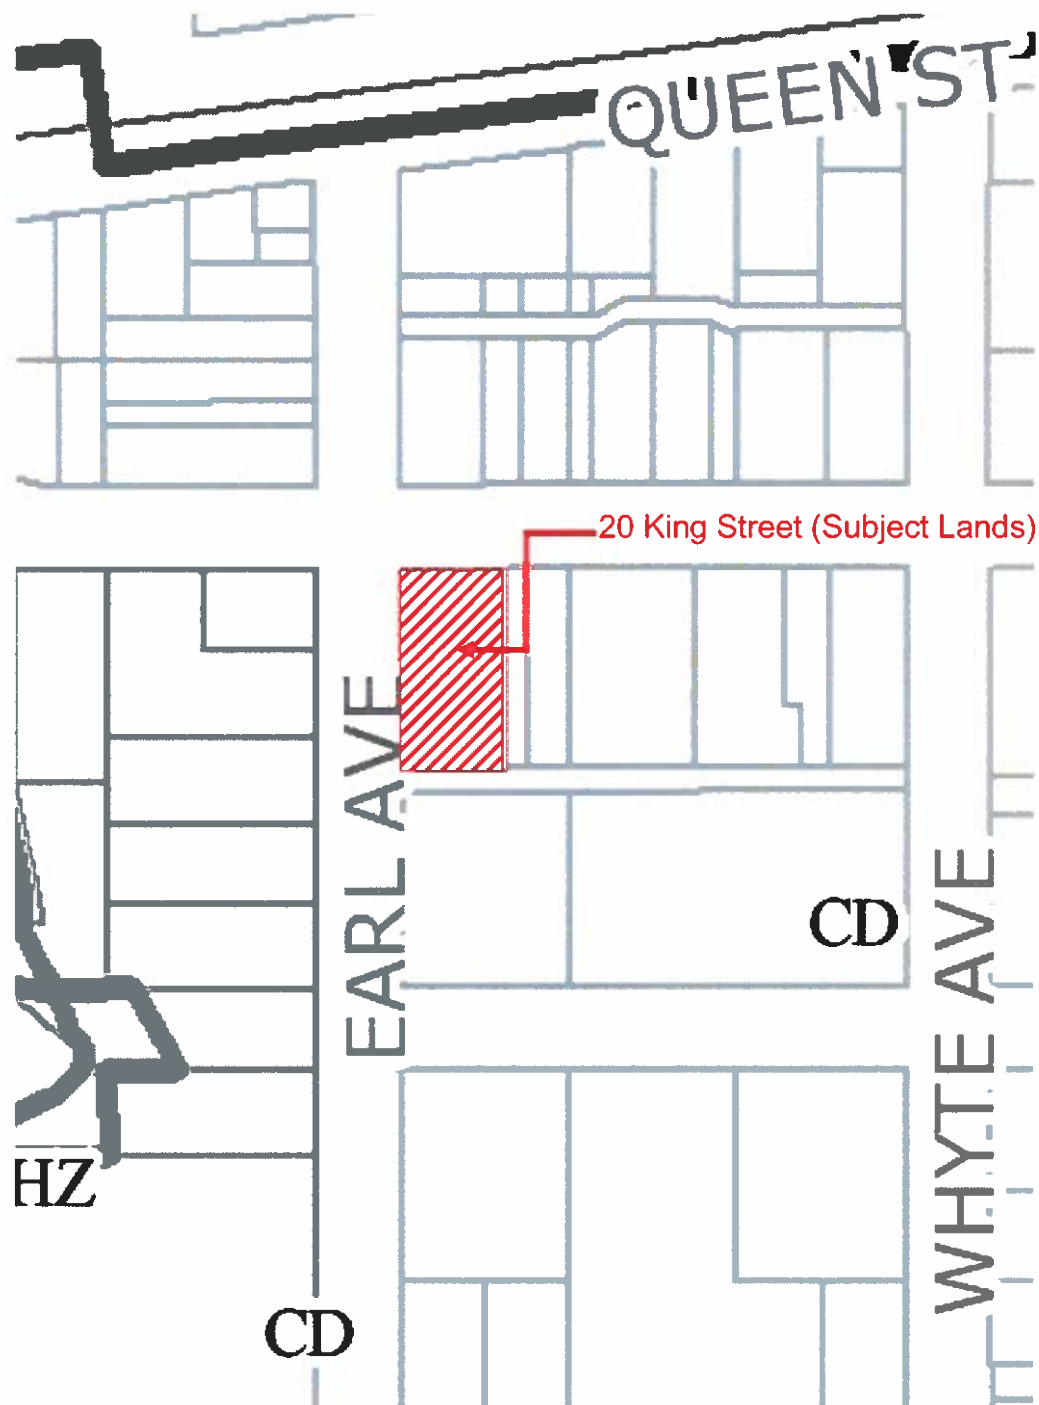 QUEEN ST
20 King Street (Subject Lands)
EARL AVE
CD
WHYTE AVE
HZ
CD